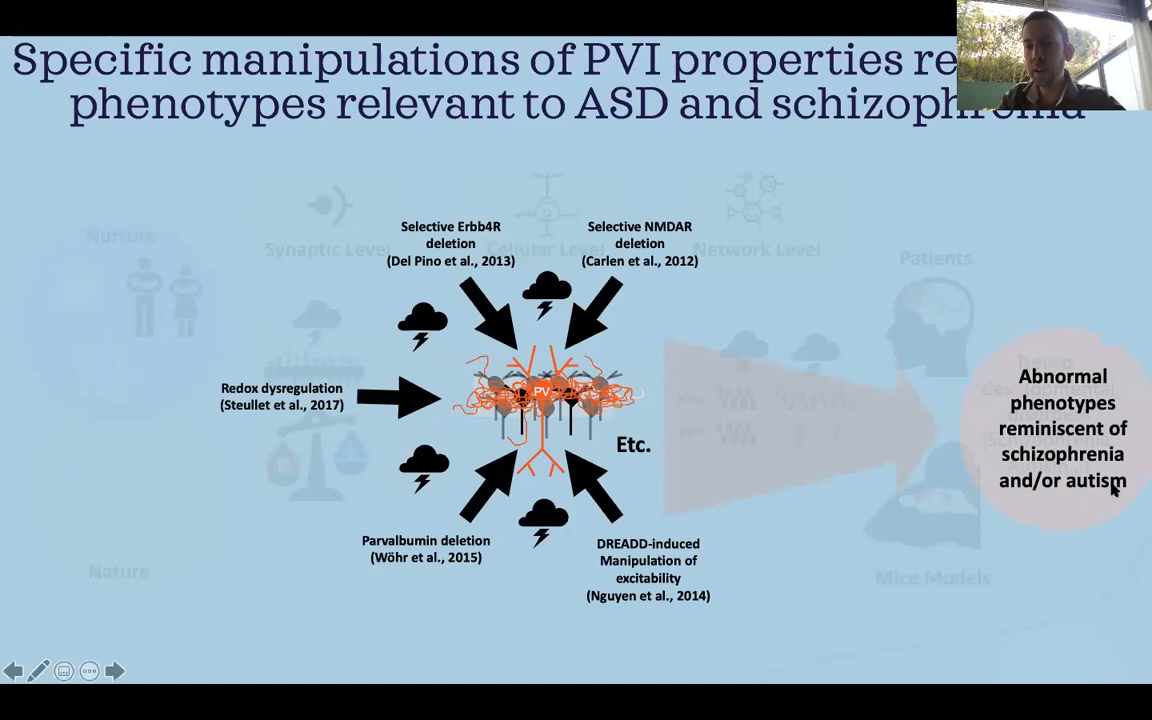 Specific manipulations of PVI properties
phenotypes relevant to ASD and schizophrenia
Selective Erbb4R
deletion
(Del Pino et al., 2013)
Selective NMDAR
deletion
(Carlen et al., 2012)
Nurture
Synaptic Level
Cellular Level
Network Level
Patients
Redox dysregulation
(Steullet et al., 2017)
PV
Etc.
Neuro
developmental
Abnormal
phenotypes
reminiscent of
schizophrenia
and/or autism
Parvalbumin deletion
(Wöhr et al., 2015)
DREADD-induced
Manipulation of
excitability
(Nguyen et al., 2014)
Nature
Mice Models